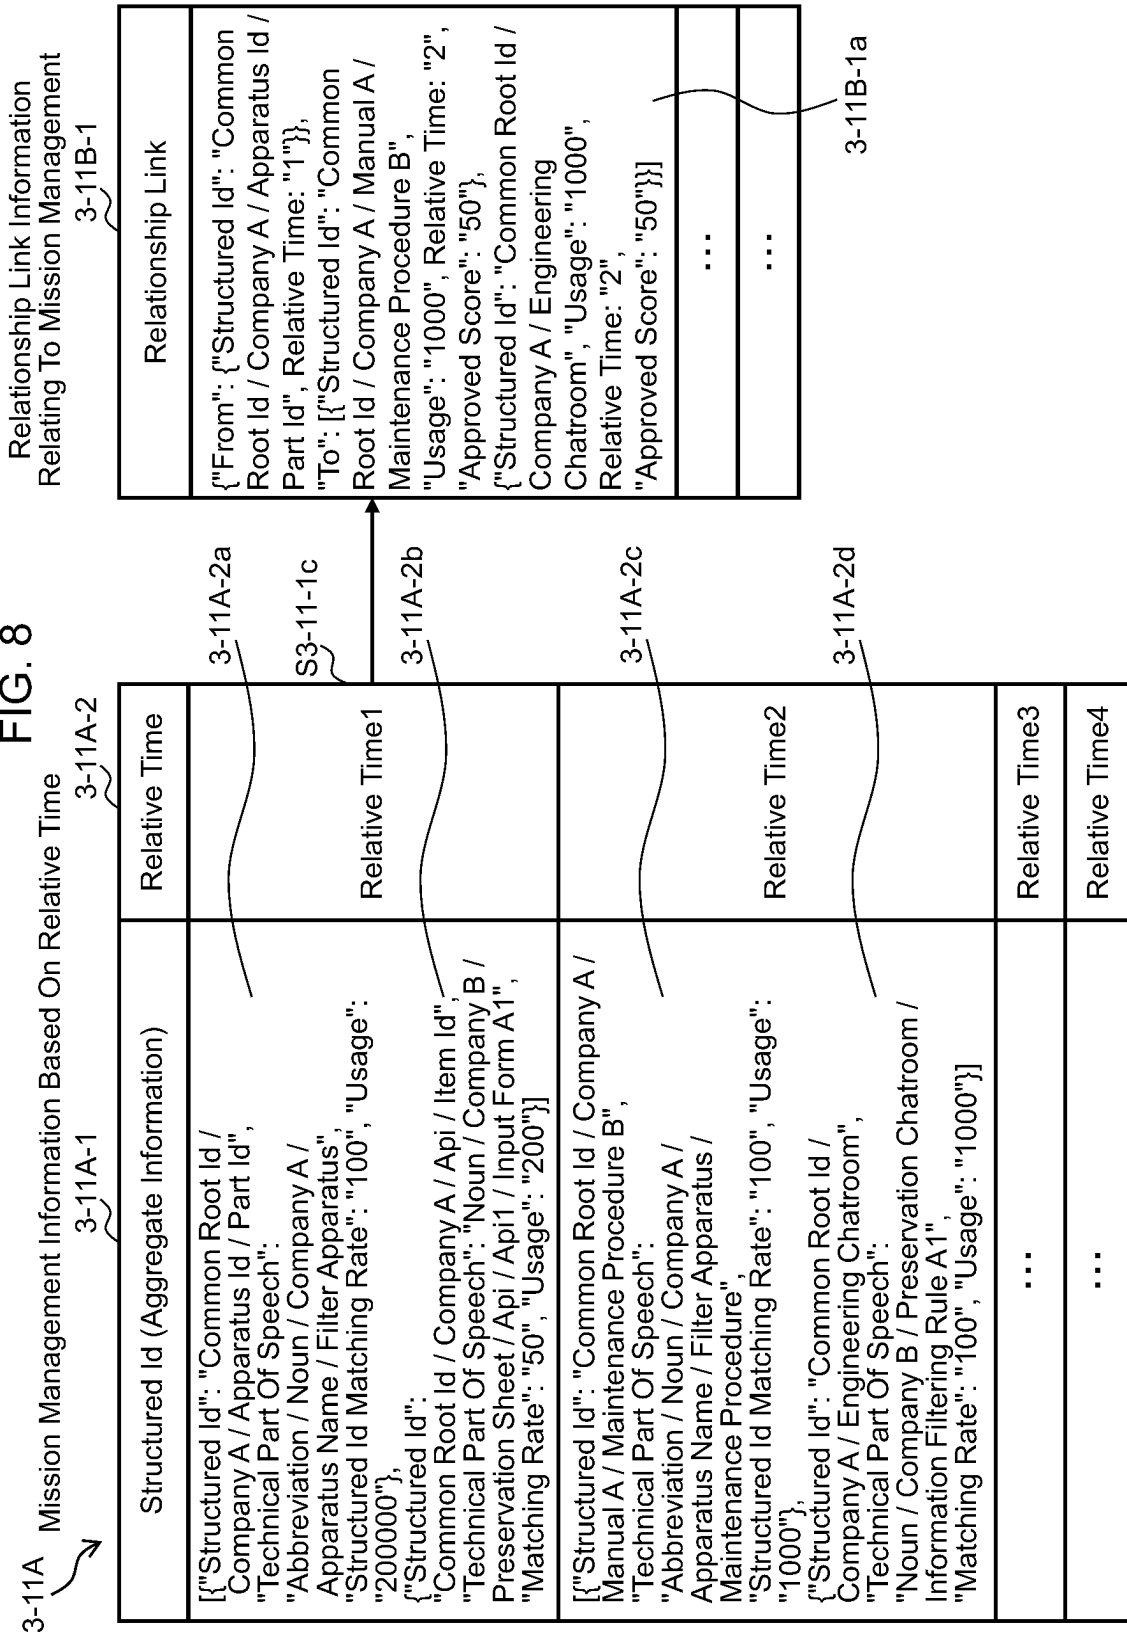 FIG. 8
3-11A
Mission Management Information Based On Relative Time
3-11A-1
3-11A-2
Structured Id (Aggregate Information)
Relative Time
[{"Structured Id": "Common Root Id /
Company A / Apparatus Id / Part Id",
"Technical Part Of Speech":
"Abbreviation / Noun / Company A /
Apparatus Name / Filter Apparatus",
"Structured Id Matching Rate": "100", "Usage":
"200000"},
{"Structured Id":
"Common Root Id / Company A / Api / Item Id",
"Technical Part Of Speech": "Noun / Company B /
Preservation Sheet / Api / Api1 / Input Form A1",
"Matching Rate": "50", "Usage": "200"}]
Relative Time1
3-11A-2a
S3-11-1c
3-11A-2b
[{"Structured Id": "Common Root Id / Company A /
Manual A / Maintenance Procedure B",
"Technical Part Of Speech":
"Abbreviation / Noun / Company A /
Apparatus Name / Filter Apparatus /
Maintenance Procedure",
"Structured Id Matching Rate": "100", "Usage":
"1000"},
{"Structured Id": "Common Root Id /
Company A / Engineering Chatroom",
"Technical Part Of Speech":
"Noun / Company B / Preservation Chatroom /
Information Filtering Rule A1",
"Matching Rate": "100", "Usage": "1000"}]
Relative Time2
3-11A-2c
3-11A-2d
...
Relative Time3
...
Relative Time4
Relationship Link Information
Relating To Mission Management
3-11B-1
Relationship Link
{"From": {"Structured Id": "Common
Root Id / Company A / Apparatus Id /
Part Id", Relative Time: "1"}},
"To": [{"Structured Id": "Common
Root Id / Company A / Manual A /
Maintenance Procedure B",
"Usage": "1000", Relative Time: "2",
"Approved Score": "50"},
{"Structured Id": "Common Root Id /
Company A / Engineering
Chatroom", "Usage": "1000",
Relative Time: "2",
"Approved Score": "50"}}]
...
...
3-11B-1a